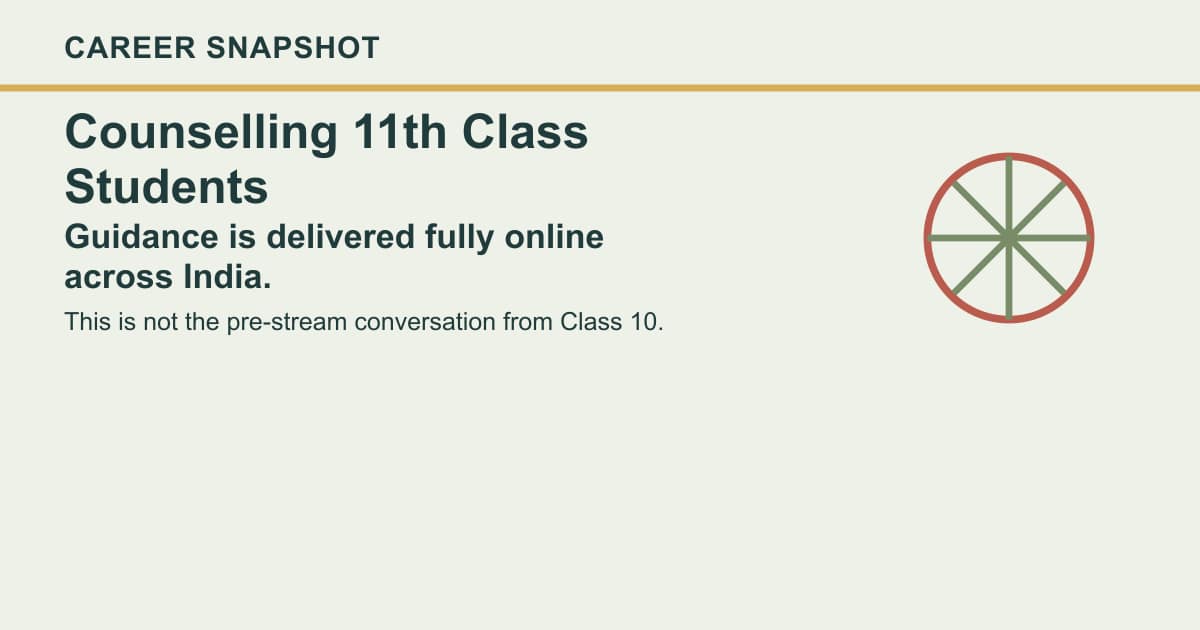 CAREER SNAPSHOT
Counselling 11th Class
Students
Guidance is delivered fully online
across India.
This is not the pre-stream conversation from Class 10.